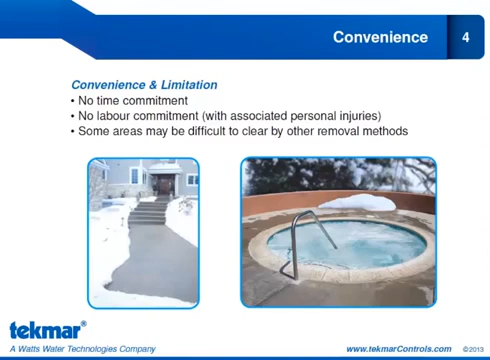 Convenience 4
Convenience & Limitation
• No time commitment
• No labour commitment (with associated personal injuries)
• Some areas may be difficult to clear by other removal methods
tekmar®
A Watts Water Technologies Company www.tekmarControls.com ©2013